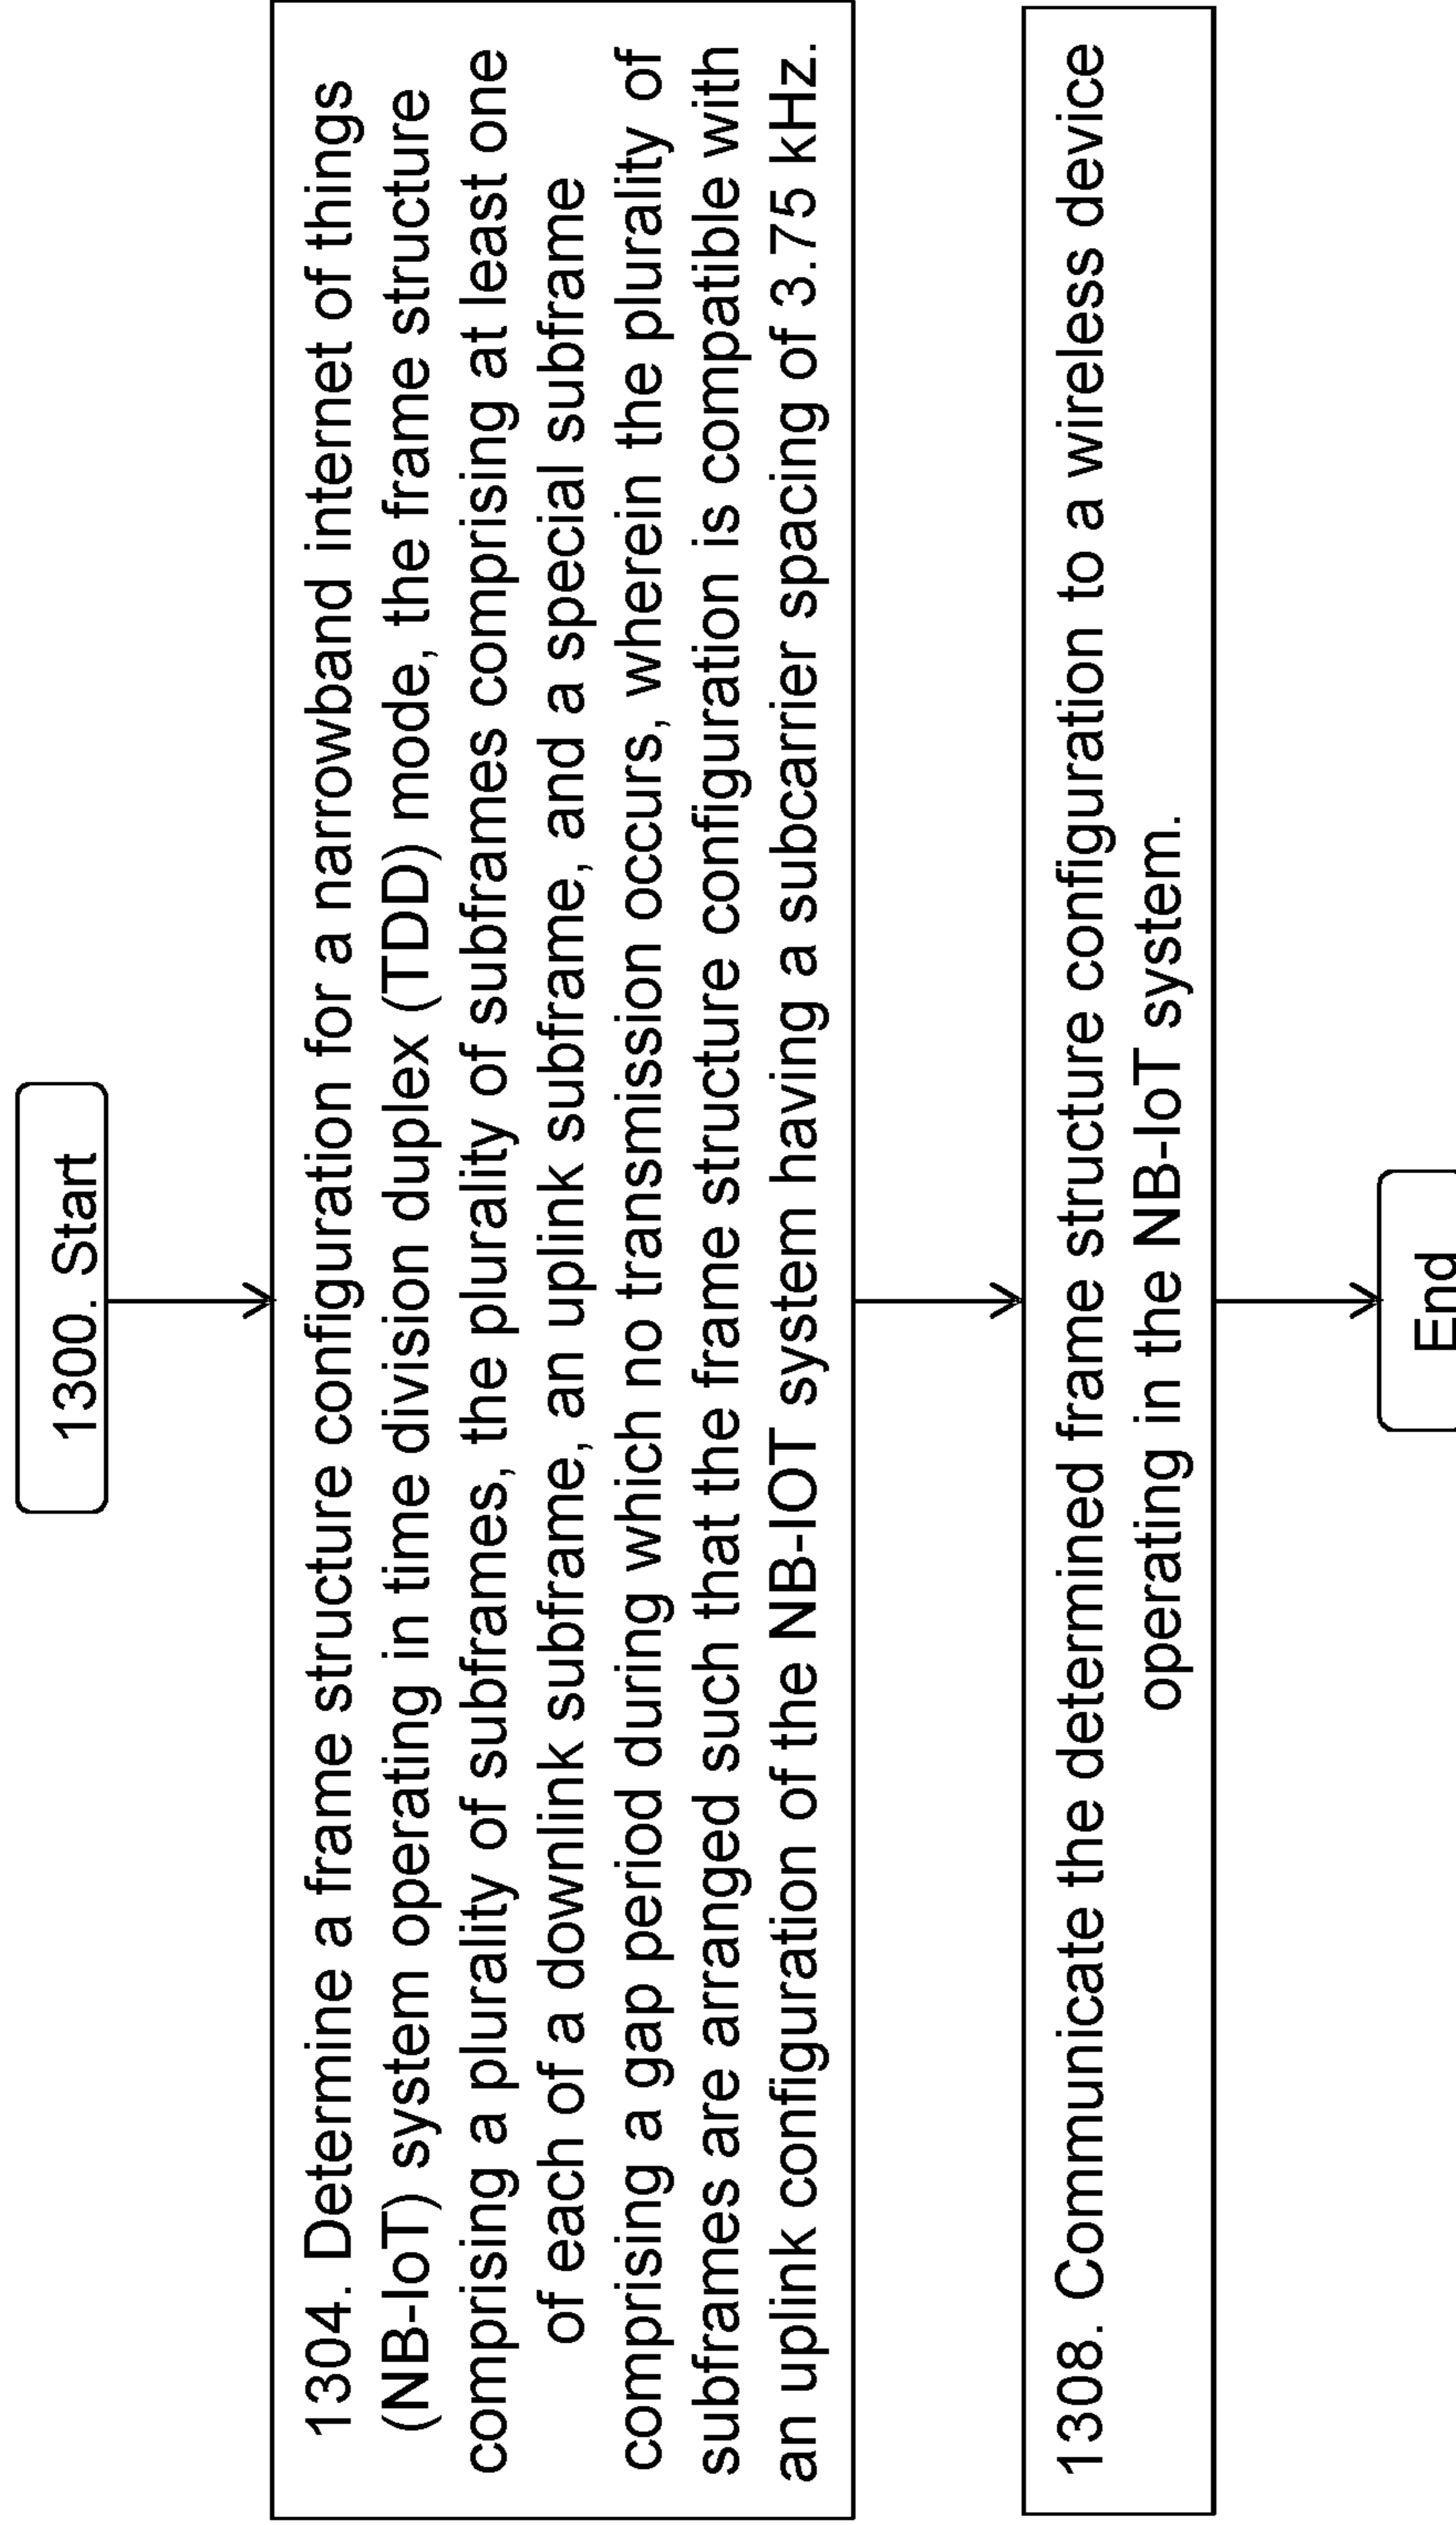 1300. Start
1304. Determine a frame structure configuration for a narrowband internet of things
(NB-IoT) system operating in time division duplex (TDD) mode, the frame structure
comprising a plurality of subframes, the plurality of subframes comprising at least one
of each of a downlink subframe, an uplink subframe, and a special subframe
comprising a gap period during which no transmission occurs, wherein the plurality of
subframes are arranged such that the frame structure configuration is compatible with
an uplink configuration of the NB-IOT system having a subcarrier spacing of 3.75 kHz.
1308. Communicate the determined frame structure configuration to a wireless device
operating in the NB-IoT system.
End